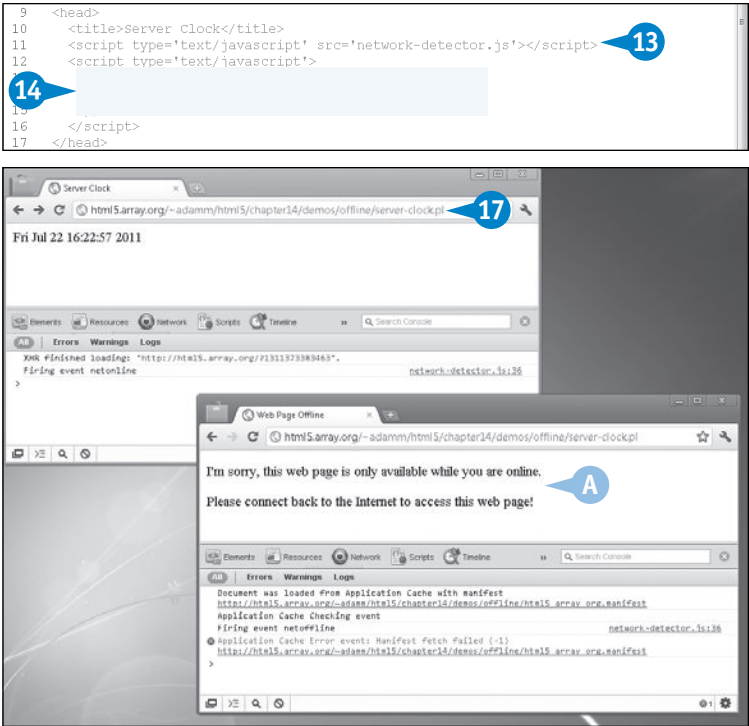 9 <head>
10 <title>Server Clock</title>
11 <script type='text/javascript' src='network-detector.js'></script>
13
12 <script type='text/javascript'>
14
15
16 </script>
17 </head>
Server Clock
html5.array.org/~adamm/html5/chapter14/demos/offline/server-clock.pl
17
Fri Jul 22 16:22:57 2011
Elements Resources Network Scripts Timeline » Search Console
All Errors Warnings Logs
XHR finished loading: "http://html5.array.org/?1311373383463".
Firing event netonline network-detector.js:36
>
Web Page Offline
html5.array.org/~adamm/html5/chapter14/demos/offline/server-clock.pl
I'm sorry, this web page is only available while you are online.
A
Please connect back to the Internet to access this web page!
Elements Resources Network Scripts Timeline » Search Console
All Errors Warnings Logs
Document was loaded from Application Cache with manifest
http://html5.array.org/~adamm/html5/chapter14/demos/offline/html5_array_org.manifest
Application Cache Checking event
Firing event netoffline network-detector.js:36
Application Cache Error event: Manifest fetch failed (-1)
http://html5.array.org/~adamm/html5/chapter14/demos/offline/html5_array_org.manifest
>
1